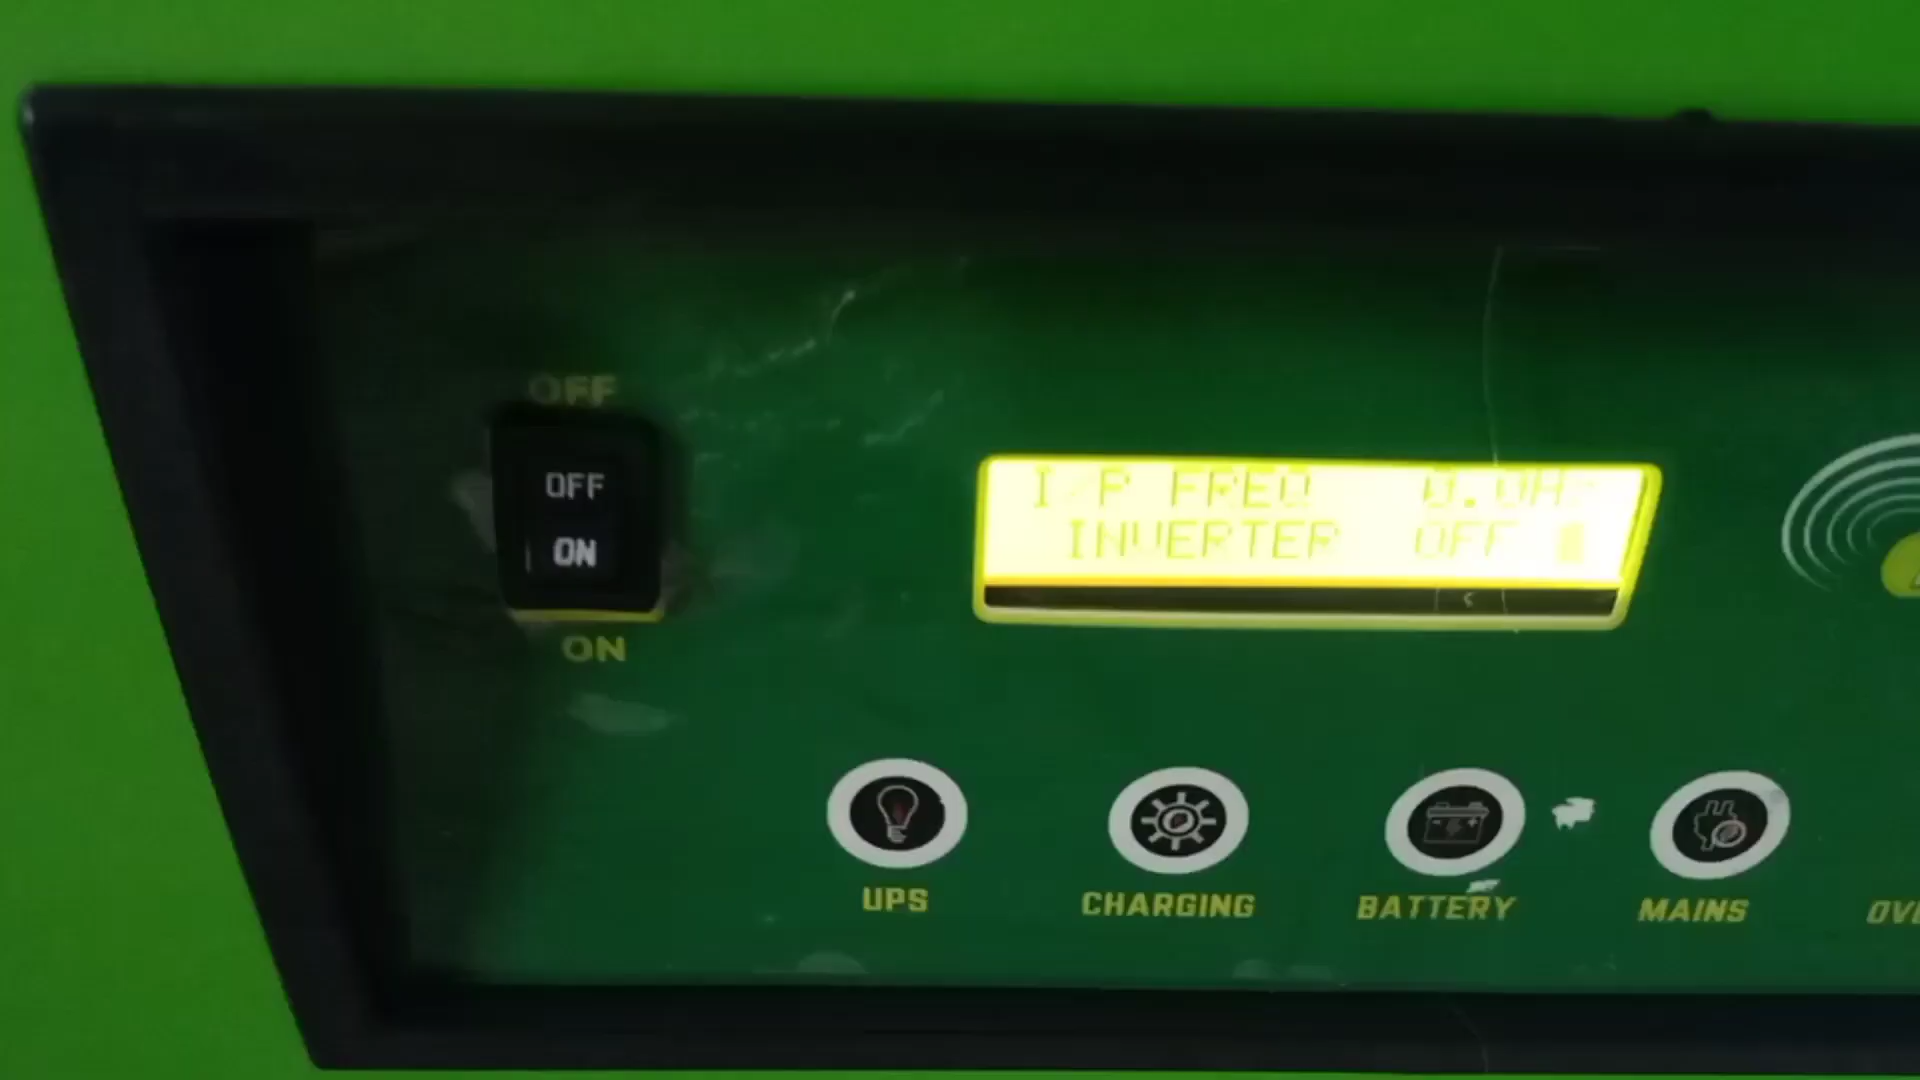 OFF
OFF
ON
ON
I/P FREQ 0.0Hz
INVERTER OFF
UPS
CHARGING
BATTERY
MAINS